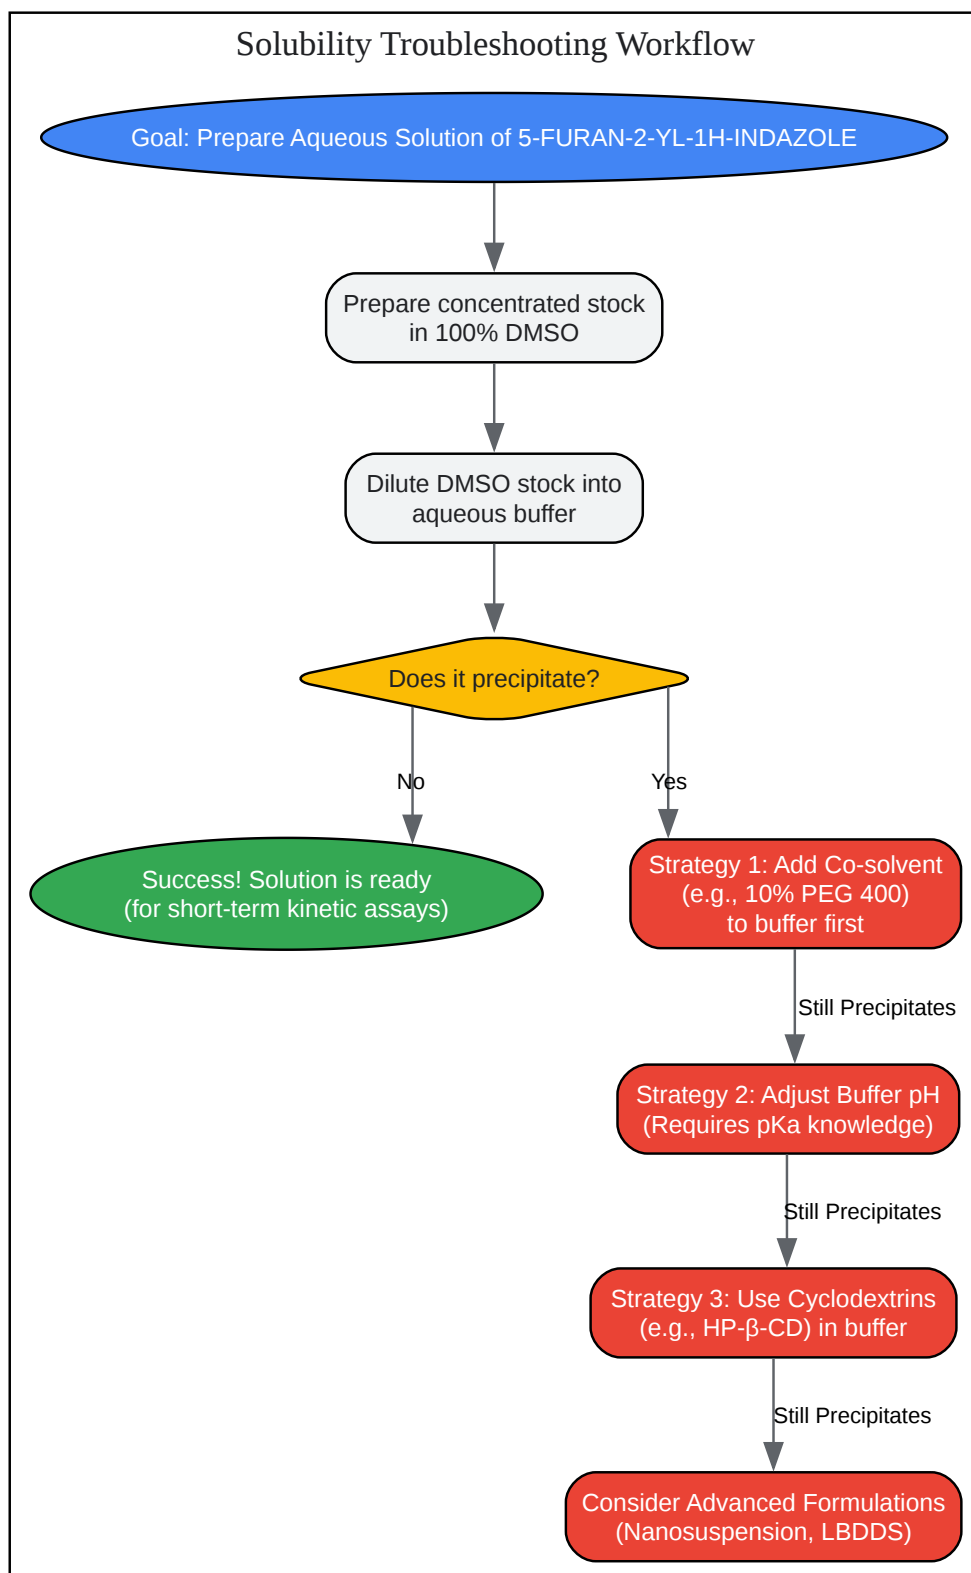 Solubility Troubleshooting Workflow
Goal: Prepare Aqueous Solution of 5-FURAN-2-YL-1H-INDAZOLE
Prepare concentrated stock
in 100% DMSO
Dilute DMSO stock into
aqueous buffer
Does it precipitate?
No
Yes
Success! Solution is ready
(for short-term kinetic assays)
Strategy 1: Add Co-solvent
(e.g., 10% PEG 400)
to buffer first
Still Precipitates
Strategy 2: Adjust Buffer pH
(Requires pKa knowledge)
Still Precipitates
Strategy 3: Use Cyclodextrins
(e.g., HP-β-CD) in buffer
Still Precipitates
Consider Advanced Formulations
(Nanosuspension, LBDDS)